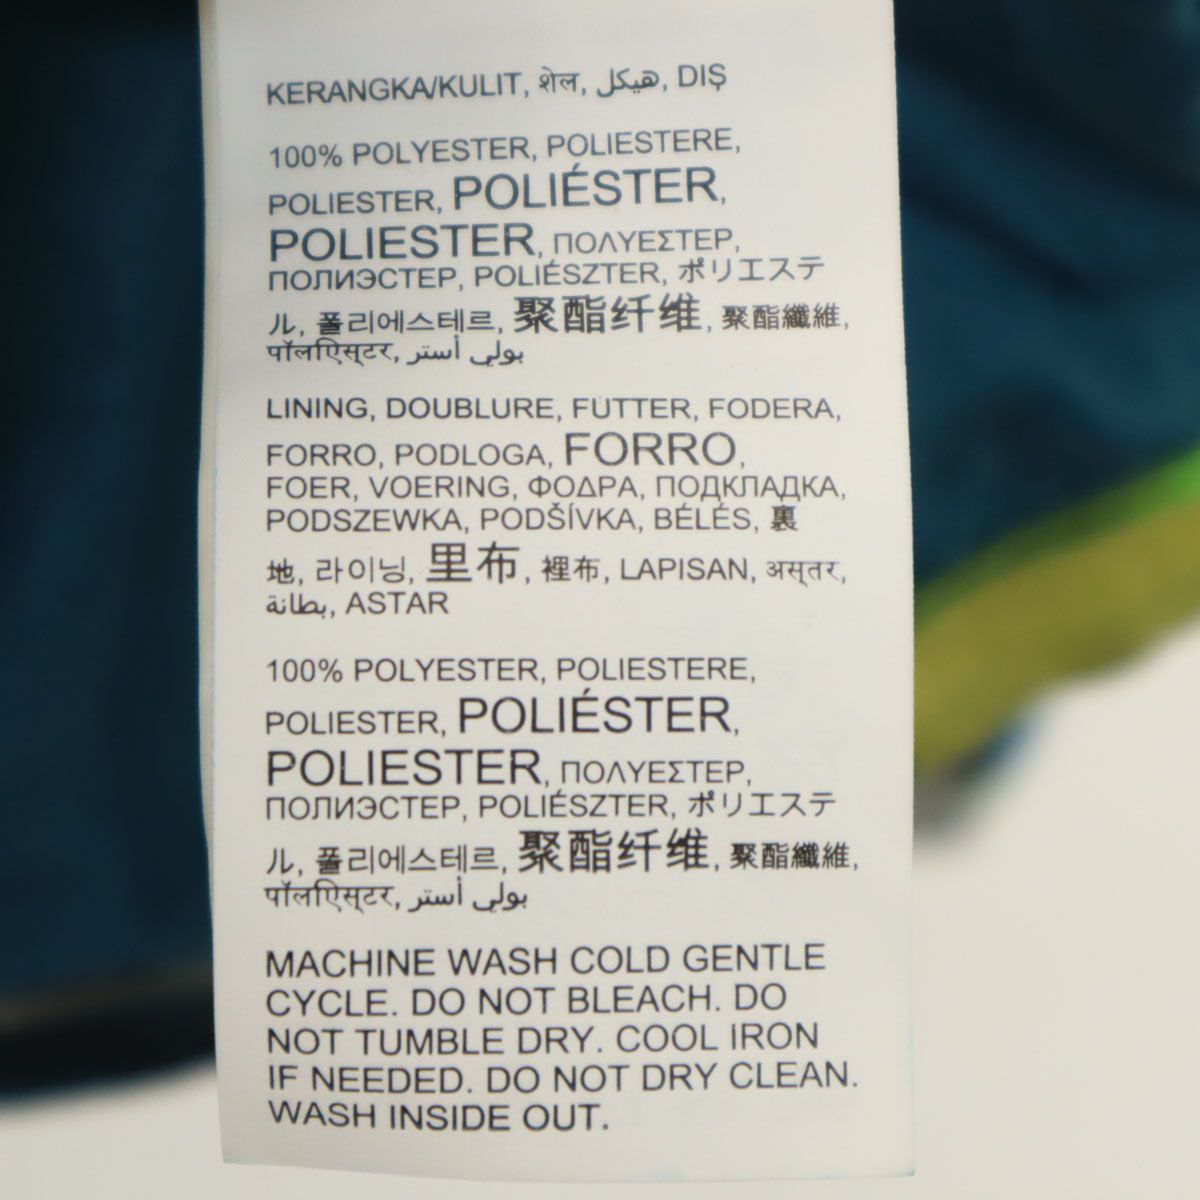 KERANGKA/KULIT, शेल, هيكل, DIŞ
100% POLYESTER, POLIESTERE,
POLIESTER, POLIÉSTER,
POLIESTER, ΠΟΛΥΕΣΤΕΡ,
ПОЛИЭСТЕР, POLIÉSZTER, ポリエステ
ル, 폴리에스테르, 聚酯纤维, 聚酯纖維,
पॉलिएस्टर, بولي أستر
LINING, DOUBLURE, FUTTER, FODERA,
FORRO, PODLOGA, FORRO,
FOER, VOERING, ΦΟΔΡΑ, ПОДКЛАДКА,
PODSZEWKA, PODŠÍVKA, BÉLÉS, 裏
地, 라이닝, 里布, 裡布, LAPISAN, अस्तर,
بطانة, ASTAR
100% POLYESTER, POLIESTERE,
POLIESTER, POLIÉSTER,
POLIESTER, ΠΟΛΥΕΣΤΕΡ,
ПОЛИЭСТЕР, POLIÉSZTER, ポリエステ
ル, 폴리에스테르, 聚酯纤维, 聚酯纖維,
पॉलिएस्टर, بولي أستر
MACHINE WASH COLD GENTLE
CYCLE. DO NOT BLEACH. DO
NOT TUMBLE DRY. COOL IRON
IF NEEDED. DO NOT DRY CLEAN.
WASH INSIDE OUT.